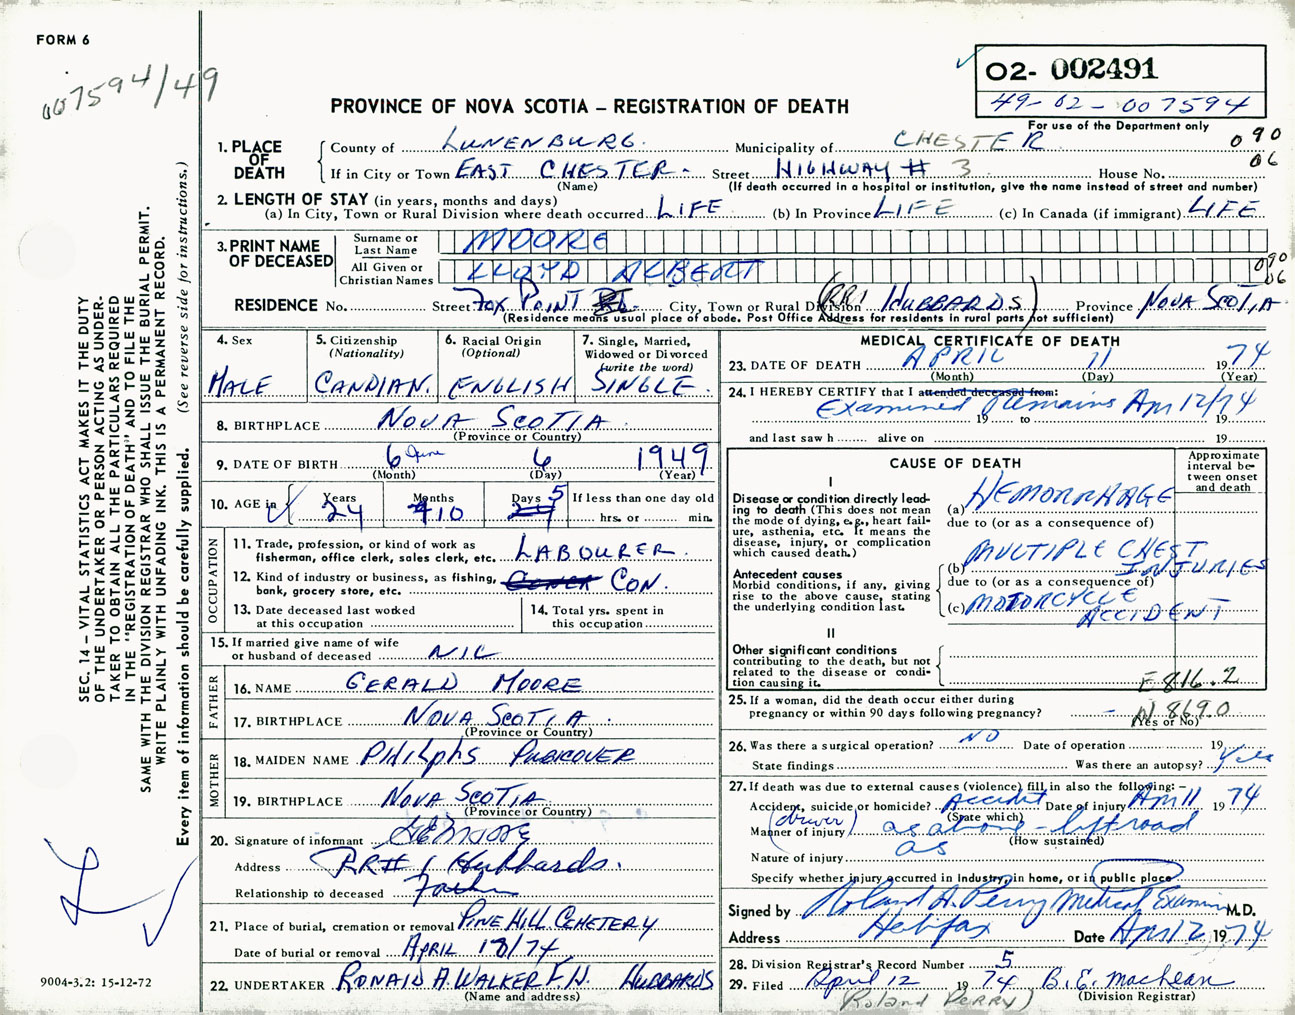 FORM 6
007594/49
02- 002491
49-02-007594
For use of the Department only
PROVINCE OF NOVA SCOTIA – REGISTRATION OF DEATH
1. PLACE OF DEATH
County of LUNENBURG Municipality of CHESTER 090
If in City or Town EAST CHESTER Street HIGHWAY # 3 House No. 06
(Name) (If death occurred in a hospital or institution, give the name instead of street and number)
2. LENGTH OF STAY (in years, months and days)
(a) In City, Town or Rural Division where death occurred LIFE (b) In Province LIFE (c) In Canada (if immigrant) LIFE
3. PRINT NAME OF DECEASED
Surname or Last Name MOORE
All Given or Christian Names LLOYD ALBERT 090 06
RESIDENCE No. Street FOX POINT Rd. City, Town or Rural Division (RR1 HUBBARDS) Province NOVA SCOTIA
(Residence means usual place of abode. Post Office Address for residents in rural parts not sufficient)
4. Sex
MALE
5. Citizenship (Nationality)
CANDIAN.
6. Racial Origin (Optional)
ENGLISH
7. Single, Married, Widowed or Divorced (write the word)
SINGLE
8. BIRTHPLACE NOVA SCOTIA
(Province or Country)
9. DATE OF BIRTH 6 June 6 1949
(Month) (Day) (Year)
10. AGE in Years Months Days If less than one day old
24 10 5 hrs. or min.
OCCUPATION
11. Trade, profession, or kind of work as fisherman, office clerk, sales clerk, etc. LABOURER.
12. Kind of industry or business, as fishing, bank, grocery store, etc. CON.
13. Date deceased last worked at this occupation
14. Total yrs. spent in this occupation
15. If married give name of wife or husband of deceased NIL
FATHER
16. NAME GERALD MOORE
17. BIRTHPLACE NOVA SCOTIA.
(Province or Country)
MOTHER
18. MAIDEN NAME PUBICOVER
19. BIRTHPLACE NOVA SCOTIA
(Province or Country)
20. Signature of informant
Address RR# 1 Hubbards.
Relationship to deceased Father
21. Place of burial, cremation or removal PINE HILL CEMETERY
Date of burial or removal APRIL 18/74
22. UNDERTAKER RONALD A. WALKER F.H. HUBBARDS
(Name and address)
MEDICAL CERTIFICATE OF DEATH
23. DATE OF DEATH APRIL 11 1974
(Month) (Day) (Year)
24. I HEREBY CERTIFY that I attended deceased from:
Examined Remains Apr 12/74
19 to 19
and last saw h alive on 19
CAUSE OF DEATH
Approximate interval between onset and death
I
Disease or condition directly leading to death (This does not mean the mode of dying, e.g., heart failure, asthenia, etc. It means the disease, injury, or complication which caused death.)
(a) HEMORRHAGE
due to (or as a consequence of)
Antecedent causes
Morbid conditions, if any, giving rise to the above cause, stating the underlying condition last.
(b) MULTIPLE CHEST INJURIES
due to (or as a consequence of)
(c) MOTORCYCLE ACCIDENT
II
Other significant conditions contributing to the death, but not related to the disease or condition causing it.
E 816.2
25. If a woman, did the death occur either during pregnancy or within 90 days following pregnancy? – N 869.0
(Yes or No)
26. Was there a surgical operation? NO Date of operation 19
State findings Was there an autopsy? Yes
27. If death was due to external causes (violence) fill in also the following: –
Accident, suicide or homicide? Accident Date of injury Apr 11 1974
(State which)
(driver)
Manner of injury as above - left road
(How sustained)
Nature of injury as
Specify whether injury occurred in industry, in home, or in public place
Signed by Roland A. Perry Medical Examiner M.D.
Address Halifax Date Apr 12 1974
28. Division Registrar's Record Number 5
29. Filed April 12 1974 B. E. MacLean
(Roland PERRY) (Division Registrar)
SEC. 14 – VITAL STATISTICS ACT MAKES IT THE DUTY
OF THE UNDERTAKER OR PERSON ACTING AS UNDER-
TAKER TO OBTAIN ALL THE PARTICULARS REQUIRED
IN THE "REGISTRATION OF DEATH" AND TO FILE THE
SAME WITH THE DIVISION REGISTRAR WHO SHALL ISSUE THE BURIAL PERMIT.
WRITE PLAINLY WITH UNFADING INK. THIS IS A PERMANENT RECORD.
Every item of information should be carefully supplied. (See reverse side for instructions.)
9004-3.2: 15-12-72